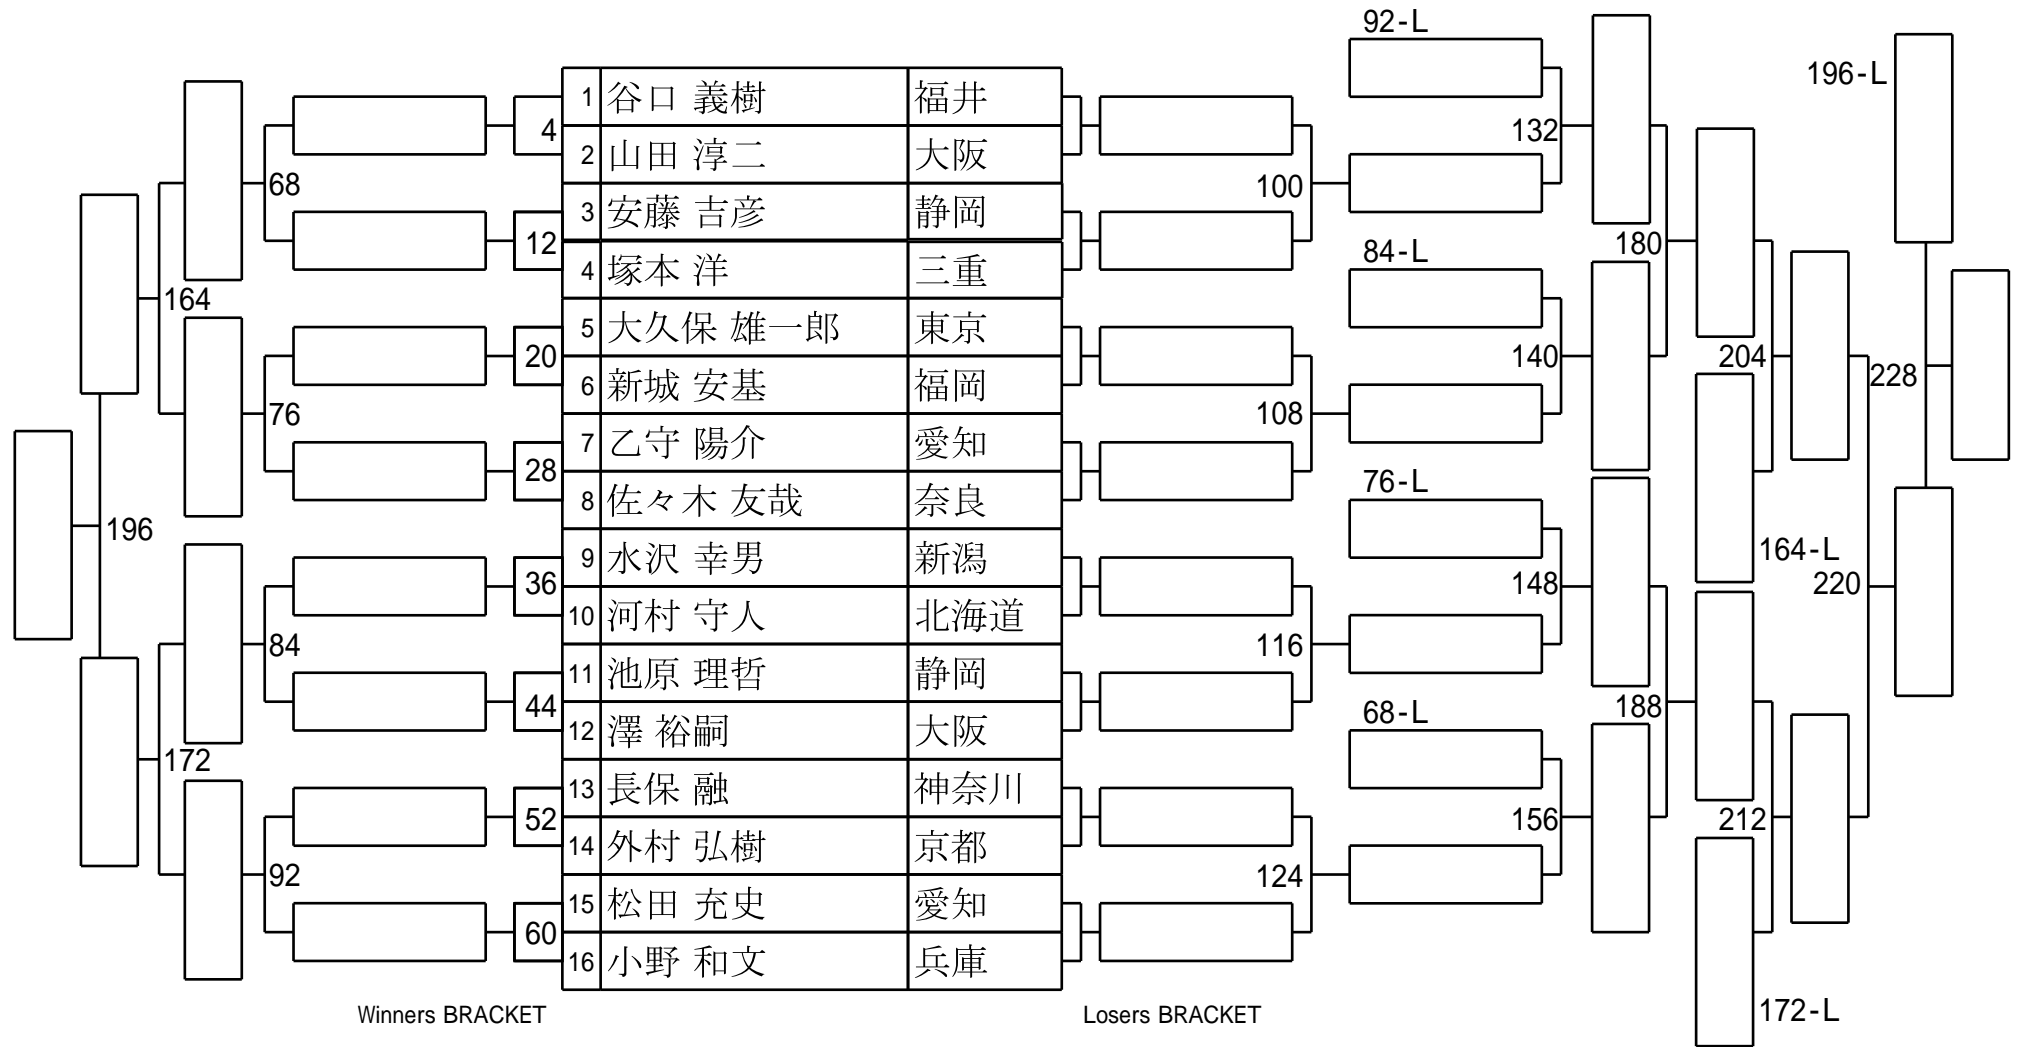 92-L
196-L
4
1 谷口 義樹 福井
2 山田 淳二 大阪
132
68
100
12
3 安藤 吉彦 静岡
4 塚本 洋 三重
180
84-L
164
20
5 大久保 雄一郎 東京
6 新城 安基 福岡
140
204
228
76
108
28
7 乙守 陽介 愛知
8 佐々木 友哉 奈良
76-L
196
164-L
36
9 水沢 幸男 新潟
10 河村 守人 北海道
148
220
84
116
44
11 池原 理哲 静岡
12 澤 裕嗣 大阪
68-L
188
172
52
13 長保 融 神奈川
14 外村 弘樹 京都
156
212
92
124
60
15 松田 充史 愛知
16 小野 和文 兵庫
172-L
Winners BRACKET
Losers BRACKET